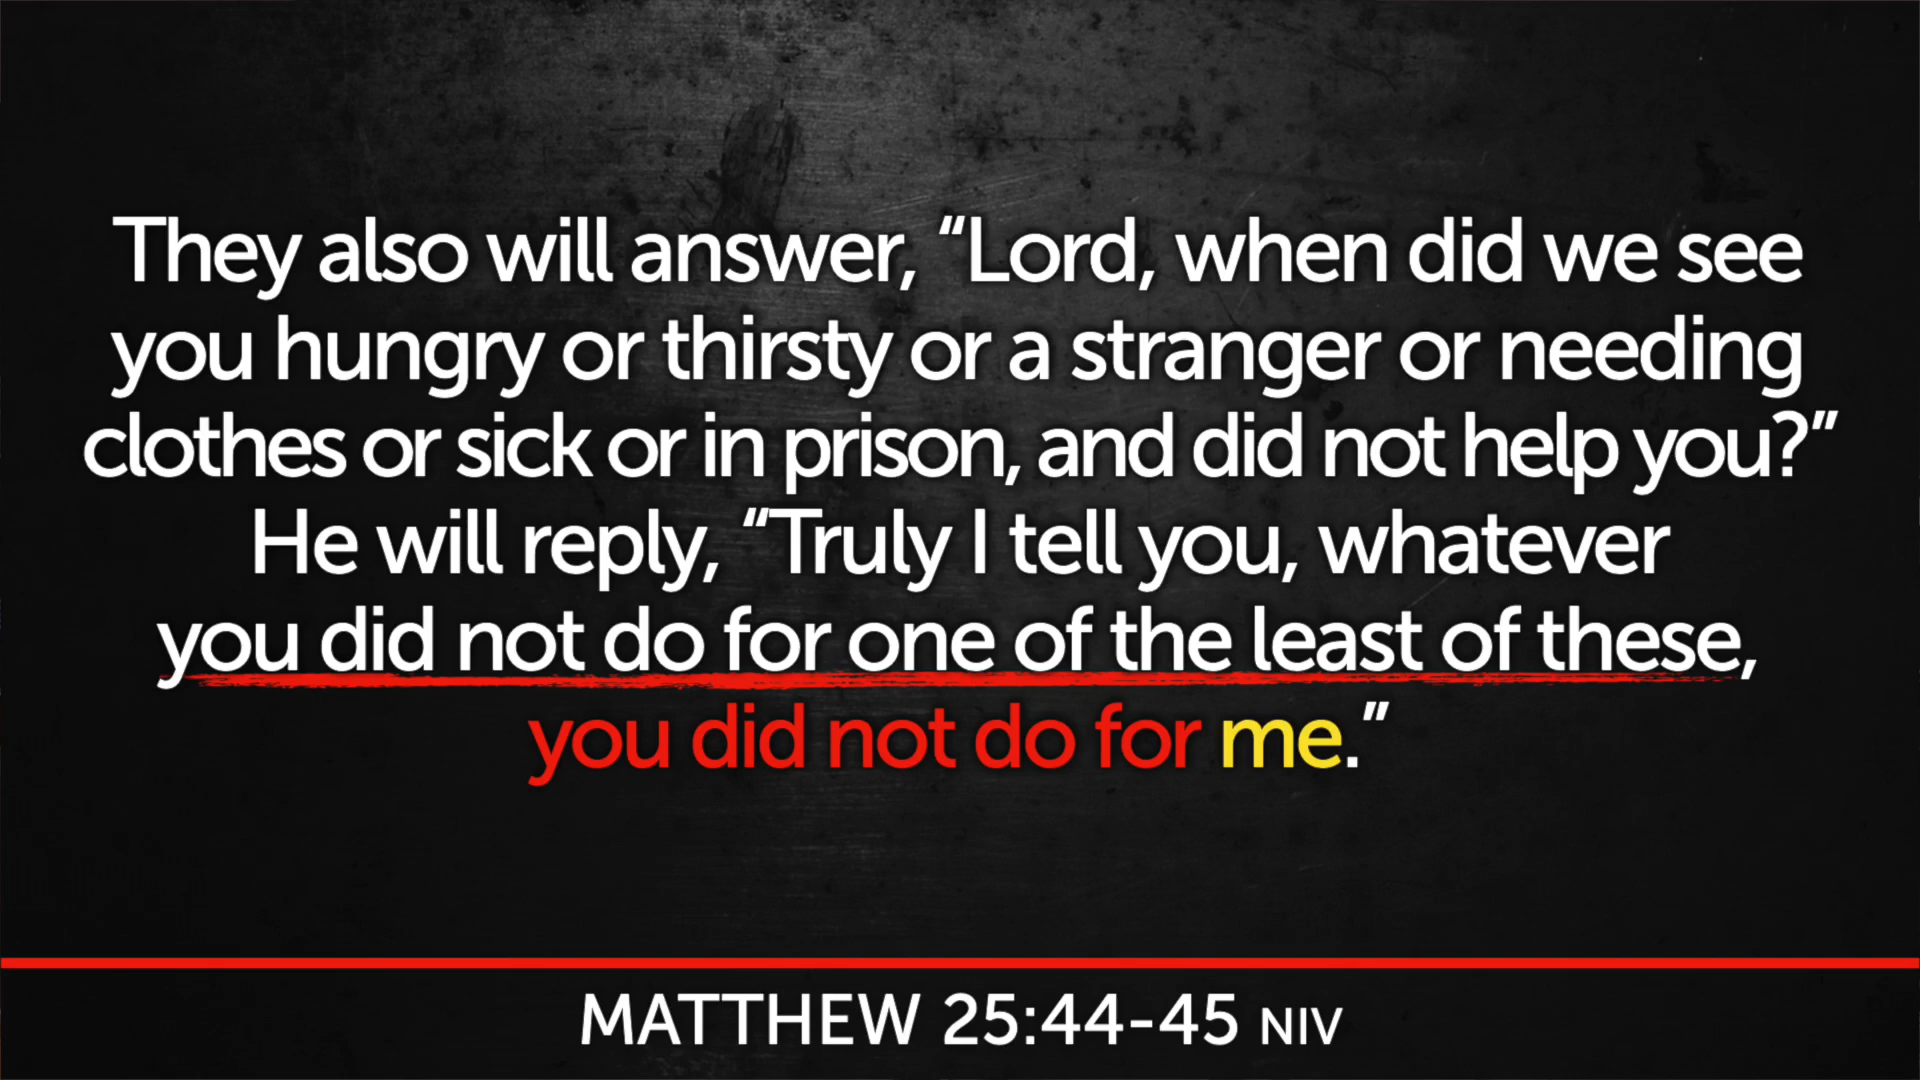 They also will answer, “Lord, when did we see
you hungry or thirsty or a stranger or needing
clothes or sick or in prison, and did not help you?”
He will reply, “Truly I tell you, whatever
you did not do for one of the least of these,
you did not do for me.”
MATTHEW 25:44-45 NIV